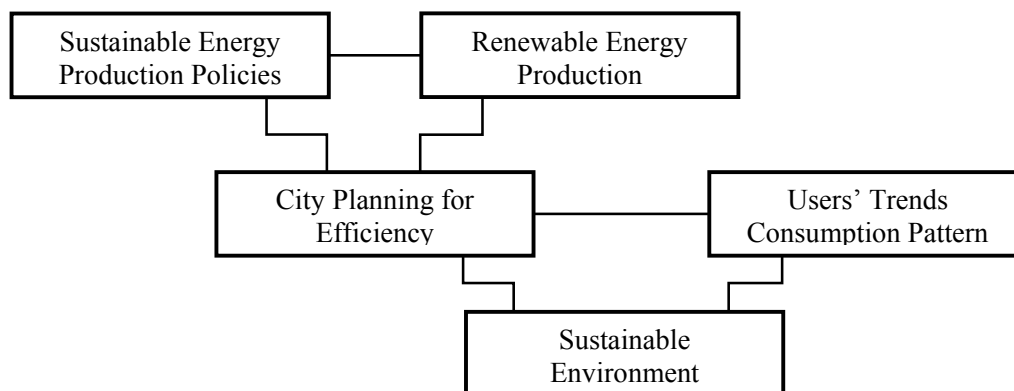 Sustainable Energy
Production Policies
Renewable Energy
Production
City Planning for
Efficiency
Users’ Trends
Consumption Pattern
Sustainable
Environment